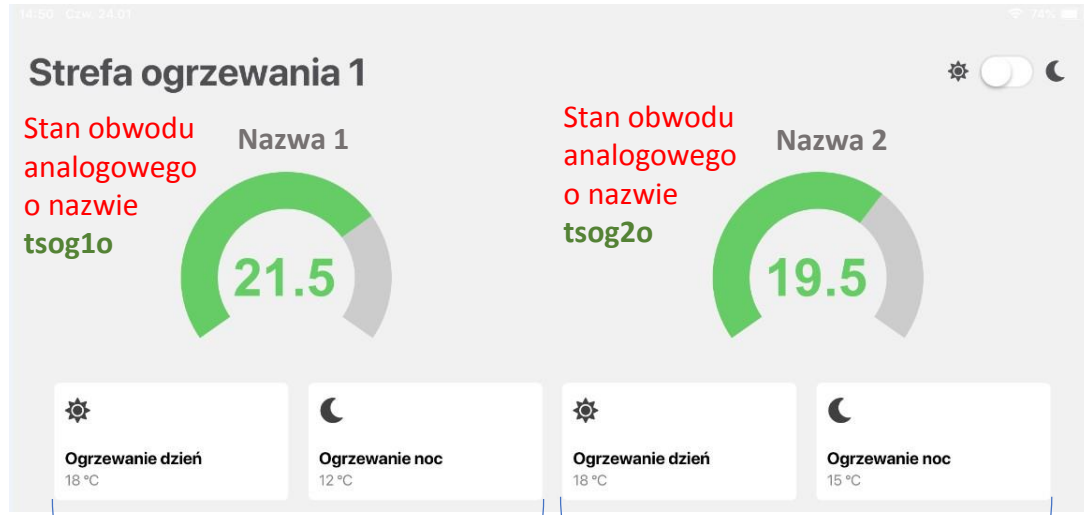 14:50 Czw. 24.01
74%
Strefa ogrzewania 1
Stan obwodu
analogowego
o nazwie
tsog1o
Nazwa 1
21.5
Stan obwodu
analogowego
o nazwie
tsog2o
Nazwa 2
19.5
Ogrzewanie dzień
18 °C
Ogrzewanie noc
12 °C
Ogrzewanie dzień
18 °C
Ogrzewanie noc
15 °C